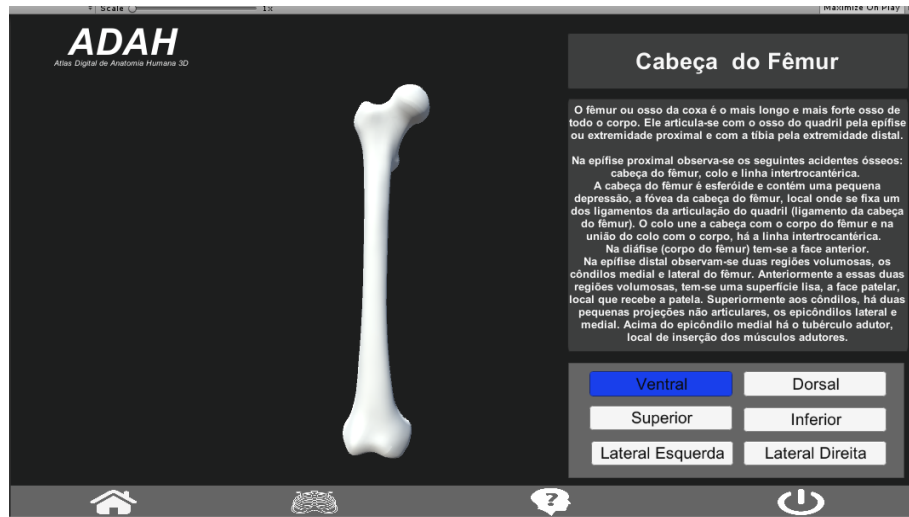 Scale 1x Maximize On Play
ADAH
Atlas Digital de Anatomia Humana 3D
Cabeça do Fêmur
O fêmur ou osso da coxa é o mais longo e mais forte osso de
todo o corpo. Ele articula-se com o osso do quadril pela epífise
ou extremidade proximal e com a tíbia pela extremidade distal.
Na epífise proximal observa-se os seguintes acidentes ósseos:
cabeça do fêmur, colo e linha intertrocantérica.
A cabeça do fêmur é esferóide e contém uma pequena
depressão, a fóvea da cabeça do fêmur, local onde se fixa um
dos ligamentos da articulação do quadril (ligamento da cabeça
do fêmur). O colo une a cabeça com o corpo do fêmur e na
união do colo com o corpo, há a linha intertrocantérica.
Na diáfise (corpo do fêmur) tem-se a face anterior.
Na epífise distal observam-se duas regiões volumosas, os
côndilos medial e lateral do fêmur. Anteriormente a essas duas
regiões volumosas, tem-se uma superfície lisa, a face patelar,
local que recebe a patela. Superiormente aos côndilos, há duas
pequenas projeções não articulares, os epicôndilos lateral e
medial. Acima do epicôndilo medial há o tubérculo adutor,
local de inserção dos músculos adutores.
Ventral Dorsal
Superior Inferior
Lateral Esquerda Lateral Direita
?